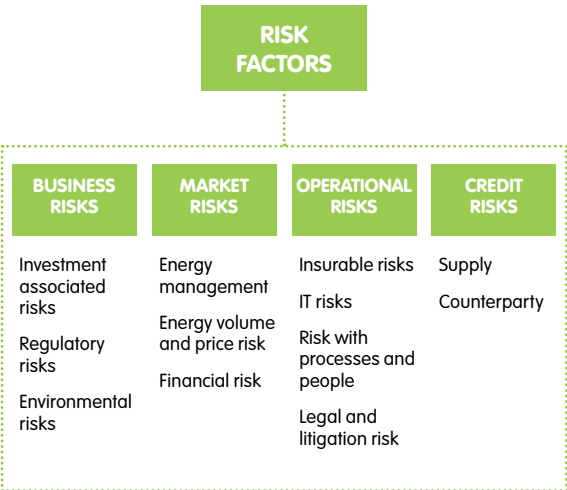 RISK
FACTORS
BUSINESS
RISKS
Investment
associated
risks
Regulatory
risks
Environmental
risks
MARKET
RISKS
Energy
management
Energy volume
and price risk
Financial risk
OPERATIONAL
RISKS
Insurable risks
IT risks
Risk with
processes and
people
Legal and
litigation risk
CREDIT
RISKS
Supply
Counterparty